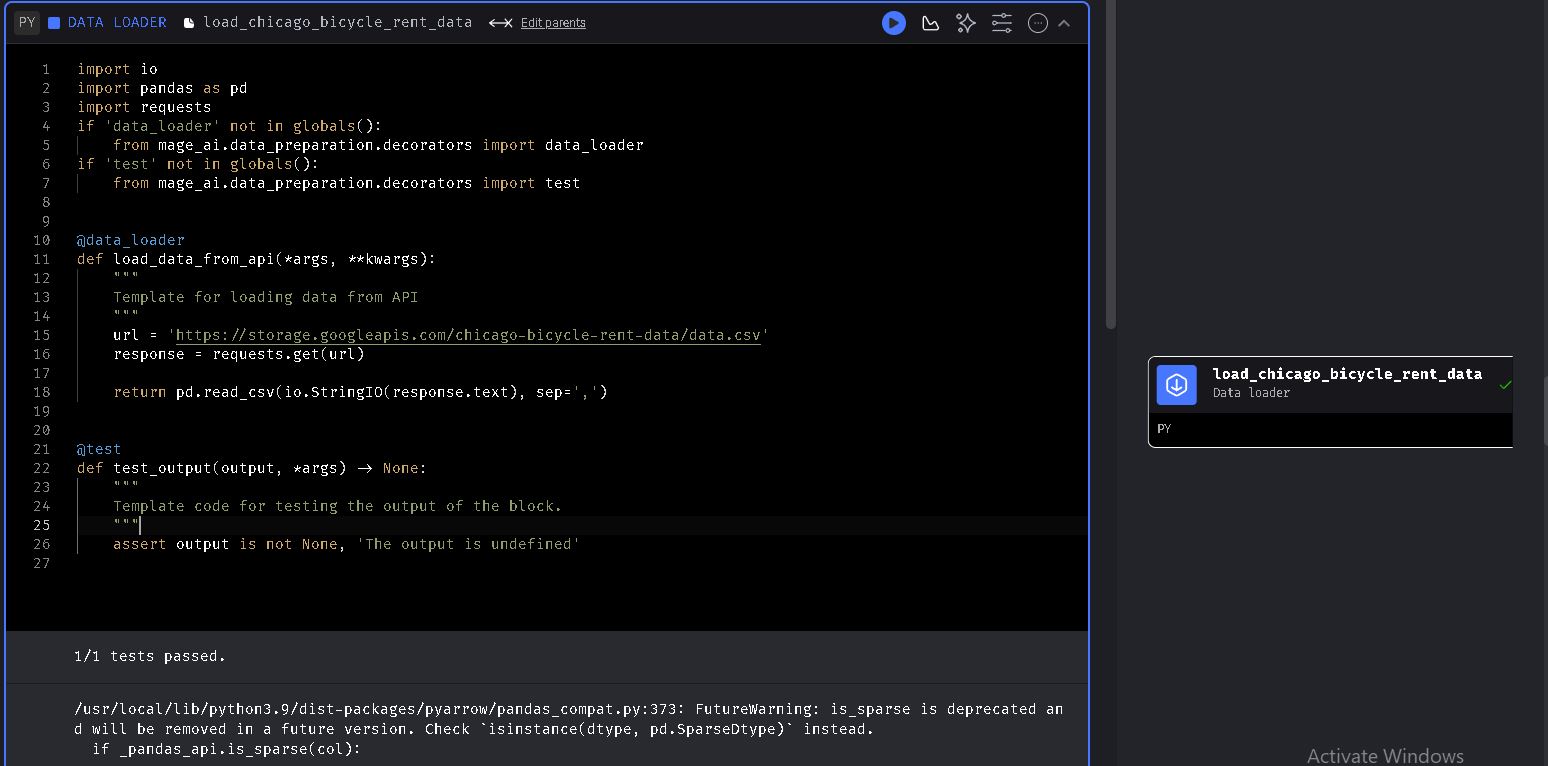 PY DATA LOADER load_chicago_bicycle_rent_data Edit parents
1 import io
2 import pandas as pd
3 import requests
4 if 'data_loader' not in globals():
5     from mage_ai.data_preparation.decorators import data_loader
6 if 'test' not in globals():
7     from mage_ai.data_preparation.decorators import test
8
9
10 @data_loader
11 def load_data_from_api(*args, **kwargs):
12     """
13     Template for loading data from API
14     """
15     url = 'https://storage.googleapis.com/chicago-bicycle-rent-data/data.csv'
16     response = requests.get(url)
17
18     return pd.read_csv(io.StringIO(response.text), sep=',')
19
20
21 @test
22 def test_output(output, *args) -> None:
23     """
24     Template code for testing the output of the block.
25     """
26     assert output is not None, 'The output is undefined'
27
1/1 tests passed.
/usr/local/lib/python3.9/dist-packages/pyarrow/pandas_compat.py:373: FutureWarning: is_sparse is deprecated an
d will be removed in a future version. Check `isinstance(dtype, pd.SparseDtype)` instead.
  if _pandas_api.is_sparse(col):
load_chicago_bicycle_rent_data
Data loader
PY
Activate Windows